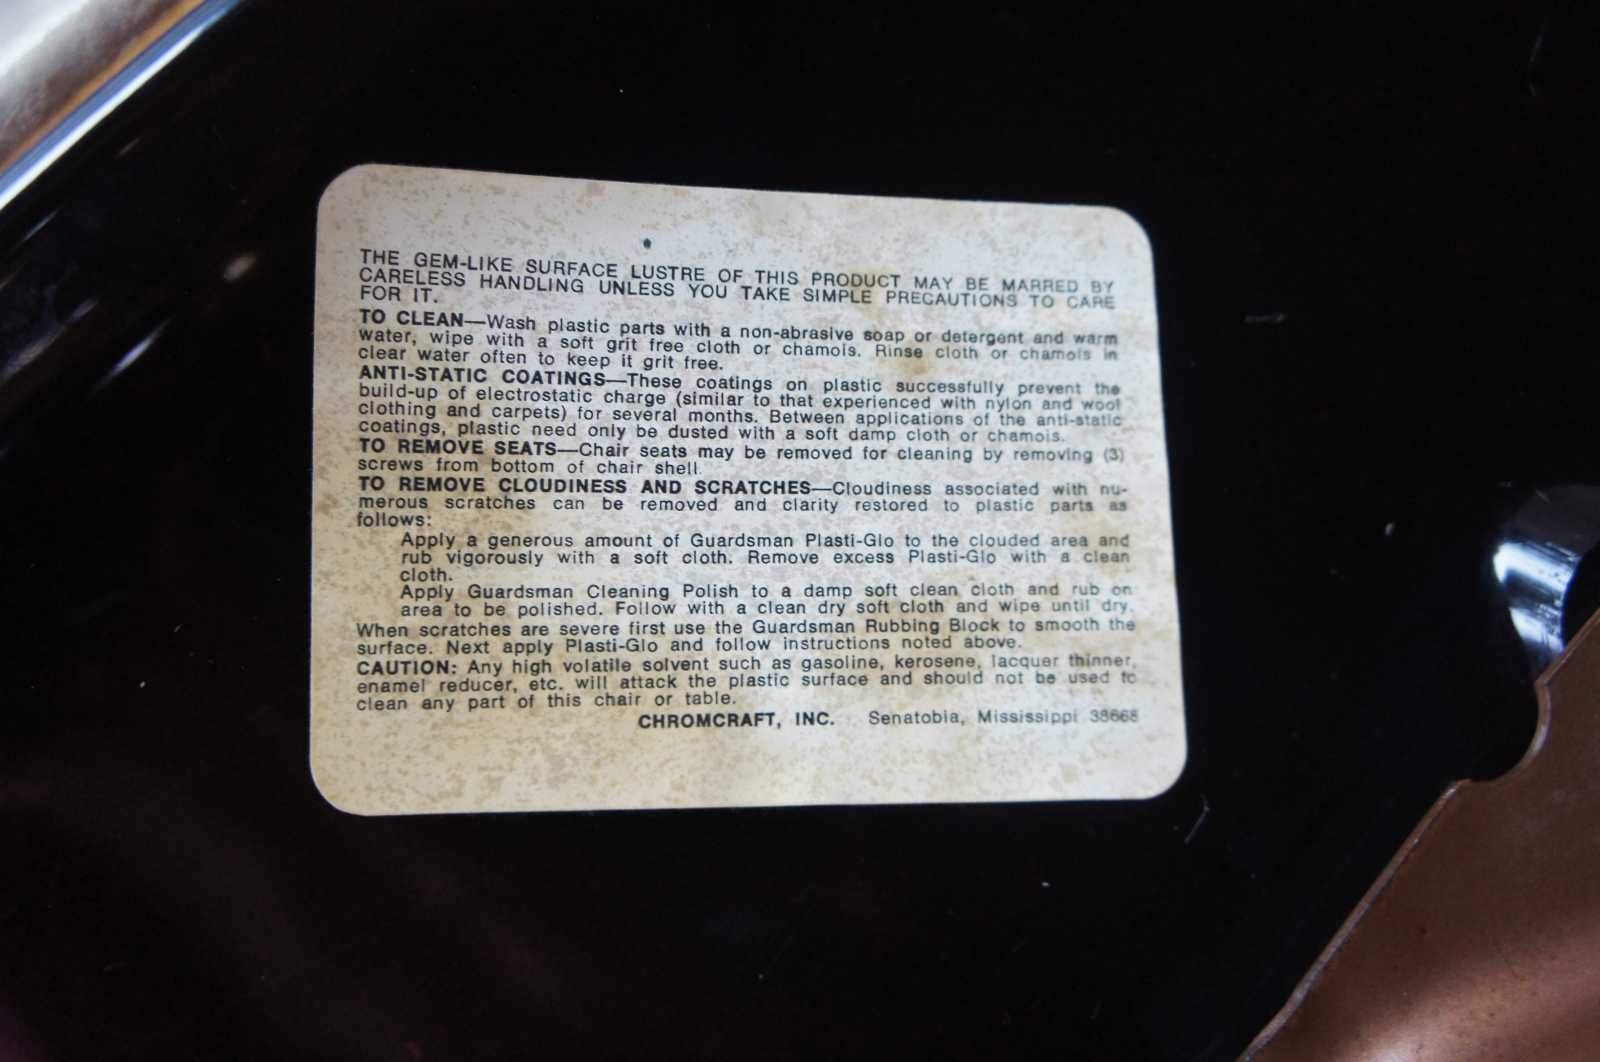 THE GEM-LIKE SURFACE LUSTRE OF THIS PRODUCT MAY BE MARRED BY
CARELESS HANDLING UNLESS YOU TAKE SIMPLE PRECAUTIONS TO CARE
FOR IT.
TO CLEAN—Wash plastic parts with a non-abrasive soap or detergent and warm
water, wipe with a soft grit free cloth or chamois. Rinse cloth or chamois in
clear water often to keep it grit free.
ANTI-STATIC COATINGS—These coatings on plastic successfully prevent the
build-up of electrostatic charge (similar to that experienced with nylon and wool
clothing and carpets) for several months. Between applications of the anti-static
coatings, plastic need only be dusted with a soft damp cloth or chamois.
TO REMOVE SEATS—Chair seats may be removed for cleaning by removing (3)
screws from bottom of chair shell.
TO REMOVE CLOUDINESS AND SCRATCHES—Cloudiness associated with nu-
merous scratches can be removed and clarity restored to plastic parts as
follows:
Apply a generous amount of Guardsman Plasti-Glo to the clouded area and
rub vigorously with a soft cloth. Remove excess Plasti-Glo with a clean
cloth.
Apply Guardsman Cleaning Polish to a damp soft clean cloth and rub on
area to be polished. Follow with a clean dry soft cloth and wipe until dry.
When scratches are severe first use the Guardsman Rubbing Block to smooth the
surface. Next apply Plasti-Glo and follow instructions noted above.
CAUTION: Any high volatile solvent such as gasoline, kerosene, lacquer thinner,
enamel reducer, etc. will attack the plastic surface and should not be used to
clean any part of this chair or table.
CHROMCRAFT, INC. Senatobia, Mississippi 38668